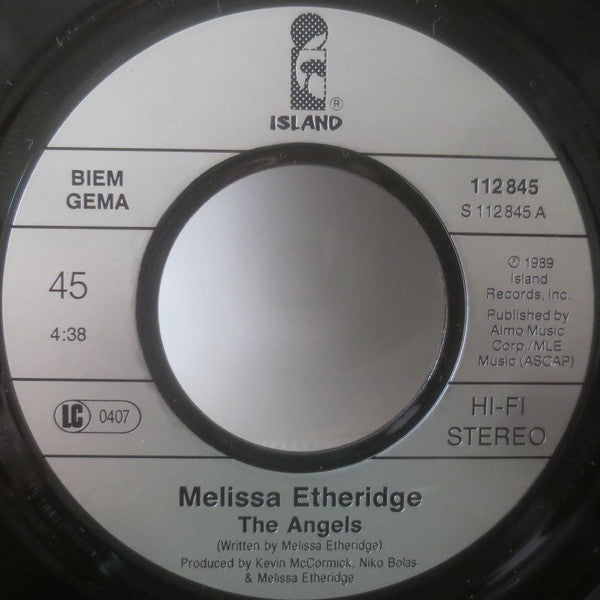 ®
ISLAND
BIEM
GEMA
45
4:38
LC 0407
112 845
S 112 845 A
℗ 1989
Island
Records, Inc.
Published by
Almo Music
Corp./MLE
Music (ASCAP)
HI-FI
STEREO
Melissa Etheridge
The Angels
(Written by Melissa Etheridge)
Produced by Kevin McCormick, Niko Bolas
& Melissa Etheridge